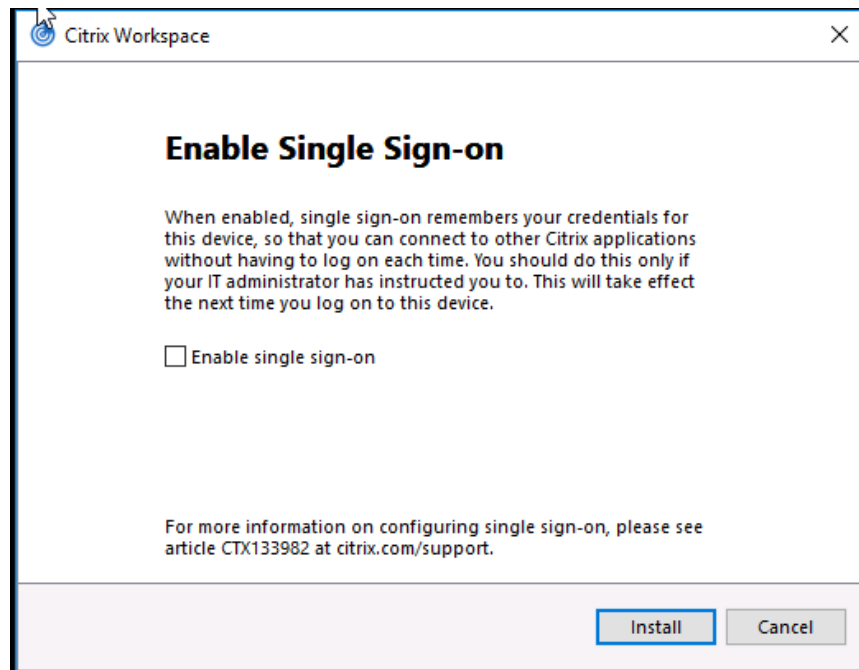 Citrix Workspace
Enable Single Sign-on
When enabled, single sign-on remembers your credentials for
this device, so that you can connect to other Citrix applications
without having to log on each time. You should do this only if
your IT administrator has instructed you to. This will take effect
the next time you log on to this device.
Enable single sign-on
For more information on configuring single sign-on, please see
article CTX133982 at citrix.com/support.
Install Cancel